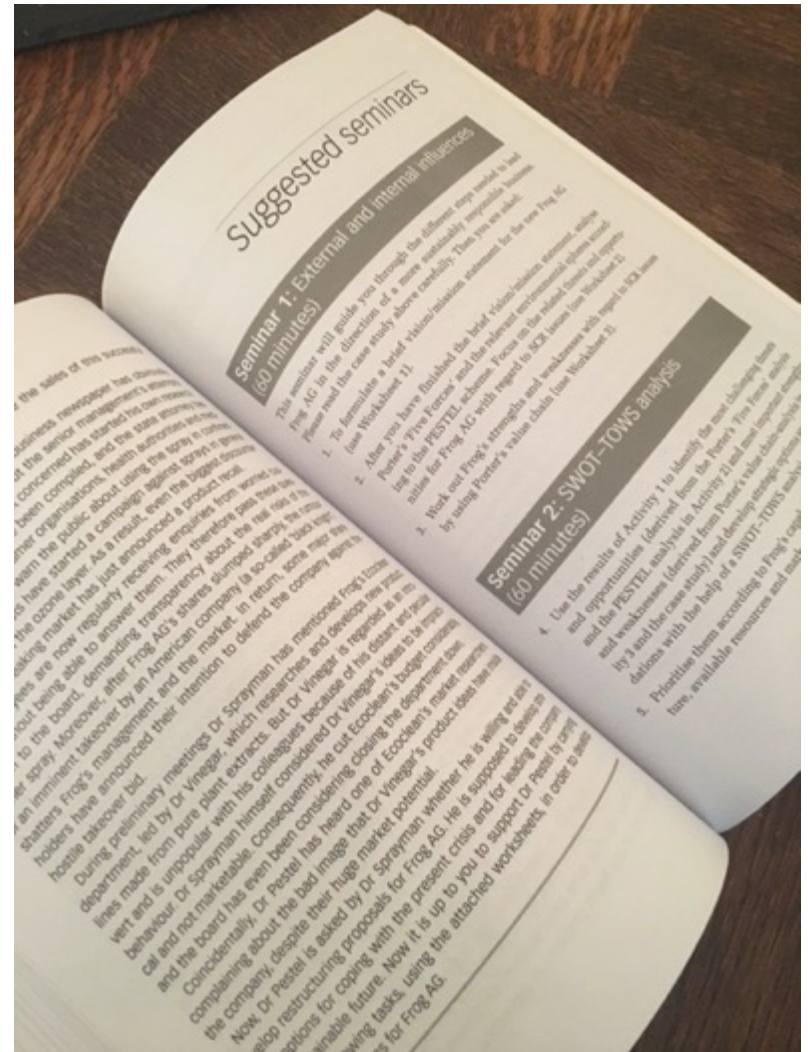 the sales of this success
business newspaper has
the senior management's
concerned has started his own
been compiled, and the state attorney
organisations, health authorities and
warn the public about using the spray in
have started a campaign against sprays in
the ozone layer. As a result, even the biggest
making market has just announced a product recall.
are now regularly receiving enquiries from worried
being able to answer them. They therefore pass these
to the board, demanding transparency about the real risks of the
spray. Moreover, after Frog AG's shares slumped sharply, the
an imminent takeover by an American company (a so-called 'black knight')
shatters Frog's management and the market. In return, some major
holders have announced their intention to defend the company against
hostile takeover bid.
During preliminary meetings Dr Sprayman has mentioned Frog's
department, led by Dr Vinegar, which researches and develops new
lines made from pure plant extracts. But Dr Vinegar is regarded as an
vert and is unpopular with his colleagues because of his distant and
behaviour. Dr Sprayman himself considered Dr Vinegar's ideas to be
cal and not marketable. Consequently, he cut Ecoclean's budget
and the board has even been considering closing the department down.
Coincidentally, Dr Pestel has heard one of Ecoclean's market
complaining about the bad image that Dr Vinegar's product ideas have
the company, despite their huge market potential.
Now, Dr Pestel is asked by Dr Sprayman whether he is willing and able
restructuring proposals for Frog AG. He is supposed to develop
options for coping with the present crisis and for leading the
future. Now it is up to you to support Dr Pestel by
tasks, using the attached worksheets, in order to
for Frog AG.
Suggested seminars
Seminar 1: External and internal influences
(60 minutes)
This seminar will guide you through the different steps needed to lead
Frog AG in the direction of a more sustainably responsible business.
Please read the case study above carefully. Then you are asked:
1. To formulate a brief vision/mission statement for the new Frog AG
(use Worksheet 1).
2. After you have finished the brief vision/mission statement, analyse
Porter's 'Five Forces' and the relevant environmental spheres accord-
ing to the PESTEL scheme. Focus on the related threats and opportu-
nities for Frog AG with regard to SCR issues (use Worksheet 2).
3. Work out Frog's strengths and weaknesses with regard to SCR issues
by using Porter's value chain (use Worksheet 3).
Seminar 2: SWOT–TOWS analysis
(60 minutes)
4. Use the results of Activity 1 to identify the most challenging threats
and opportunities (derived from the Porter's 'Five Forces' analysis
and the PESTEL analysis in Activity 2) and most important strengths
and weaknesses (derived from Porter's value chain analysis in
ity 3 and the case study) and develop strategic options
dations with the help of a SWOT–TOWS analysis
5. Prioritise them according to Frog's
ture, available resources and